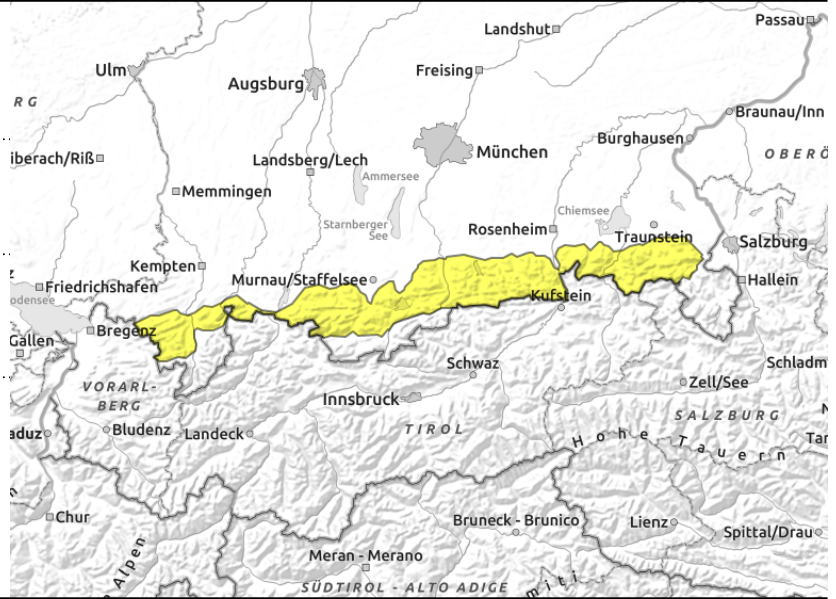 Passau
Landshut
Ulm
Freising
Augsburg
RG
Braunau/Inn
Burghausen
iberach/Riß
Landsberg/Lech
München
OBERÖ
Ammersee
Memmingen
Chiemsee
Starnberger
See
Rosenheim
Traunstein
Salzburg
Kempten
Murnau/Staffelsee
Hallein
z
Friedrichshafen
odensee
Kufstein
Bregenz
Gallen
Schwaz
Schladm
VORARL-
BERG
Zell/See
Innsbruck
SALZBURG
aduz
Bludenz
Landeck
TIROL
Hohe Tauern
Tar
Chur
Bruneck - Brunico
Lienz
Spittal/Drau
Alpen
Meran - Merano
SÜDTIROL - ALTO ADIGE
miti